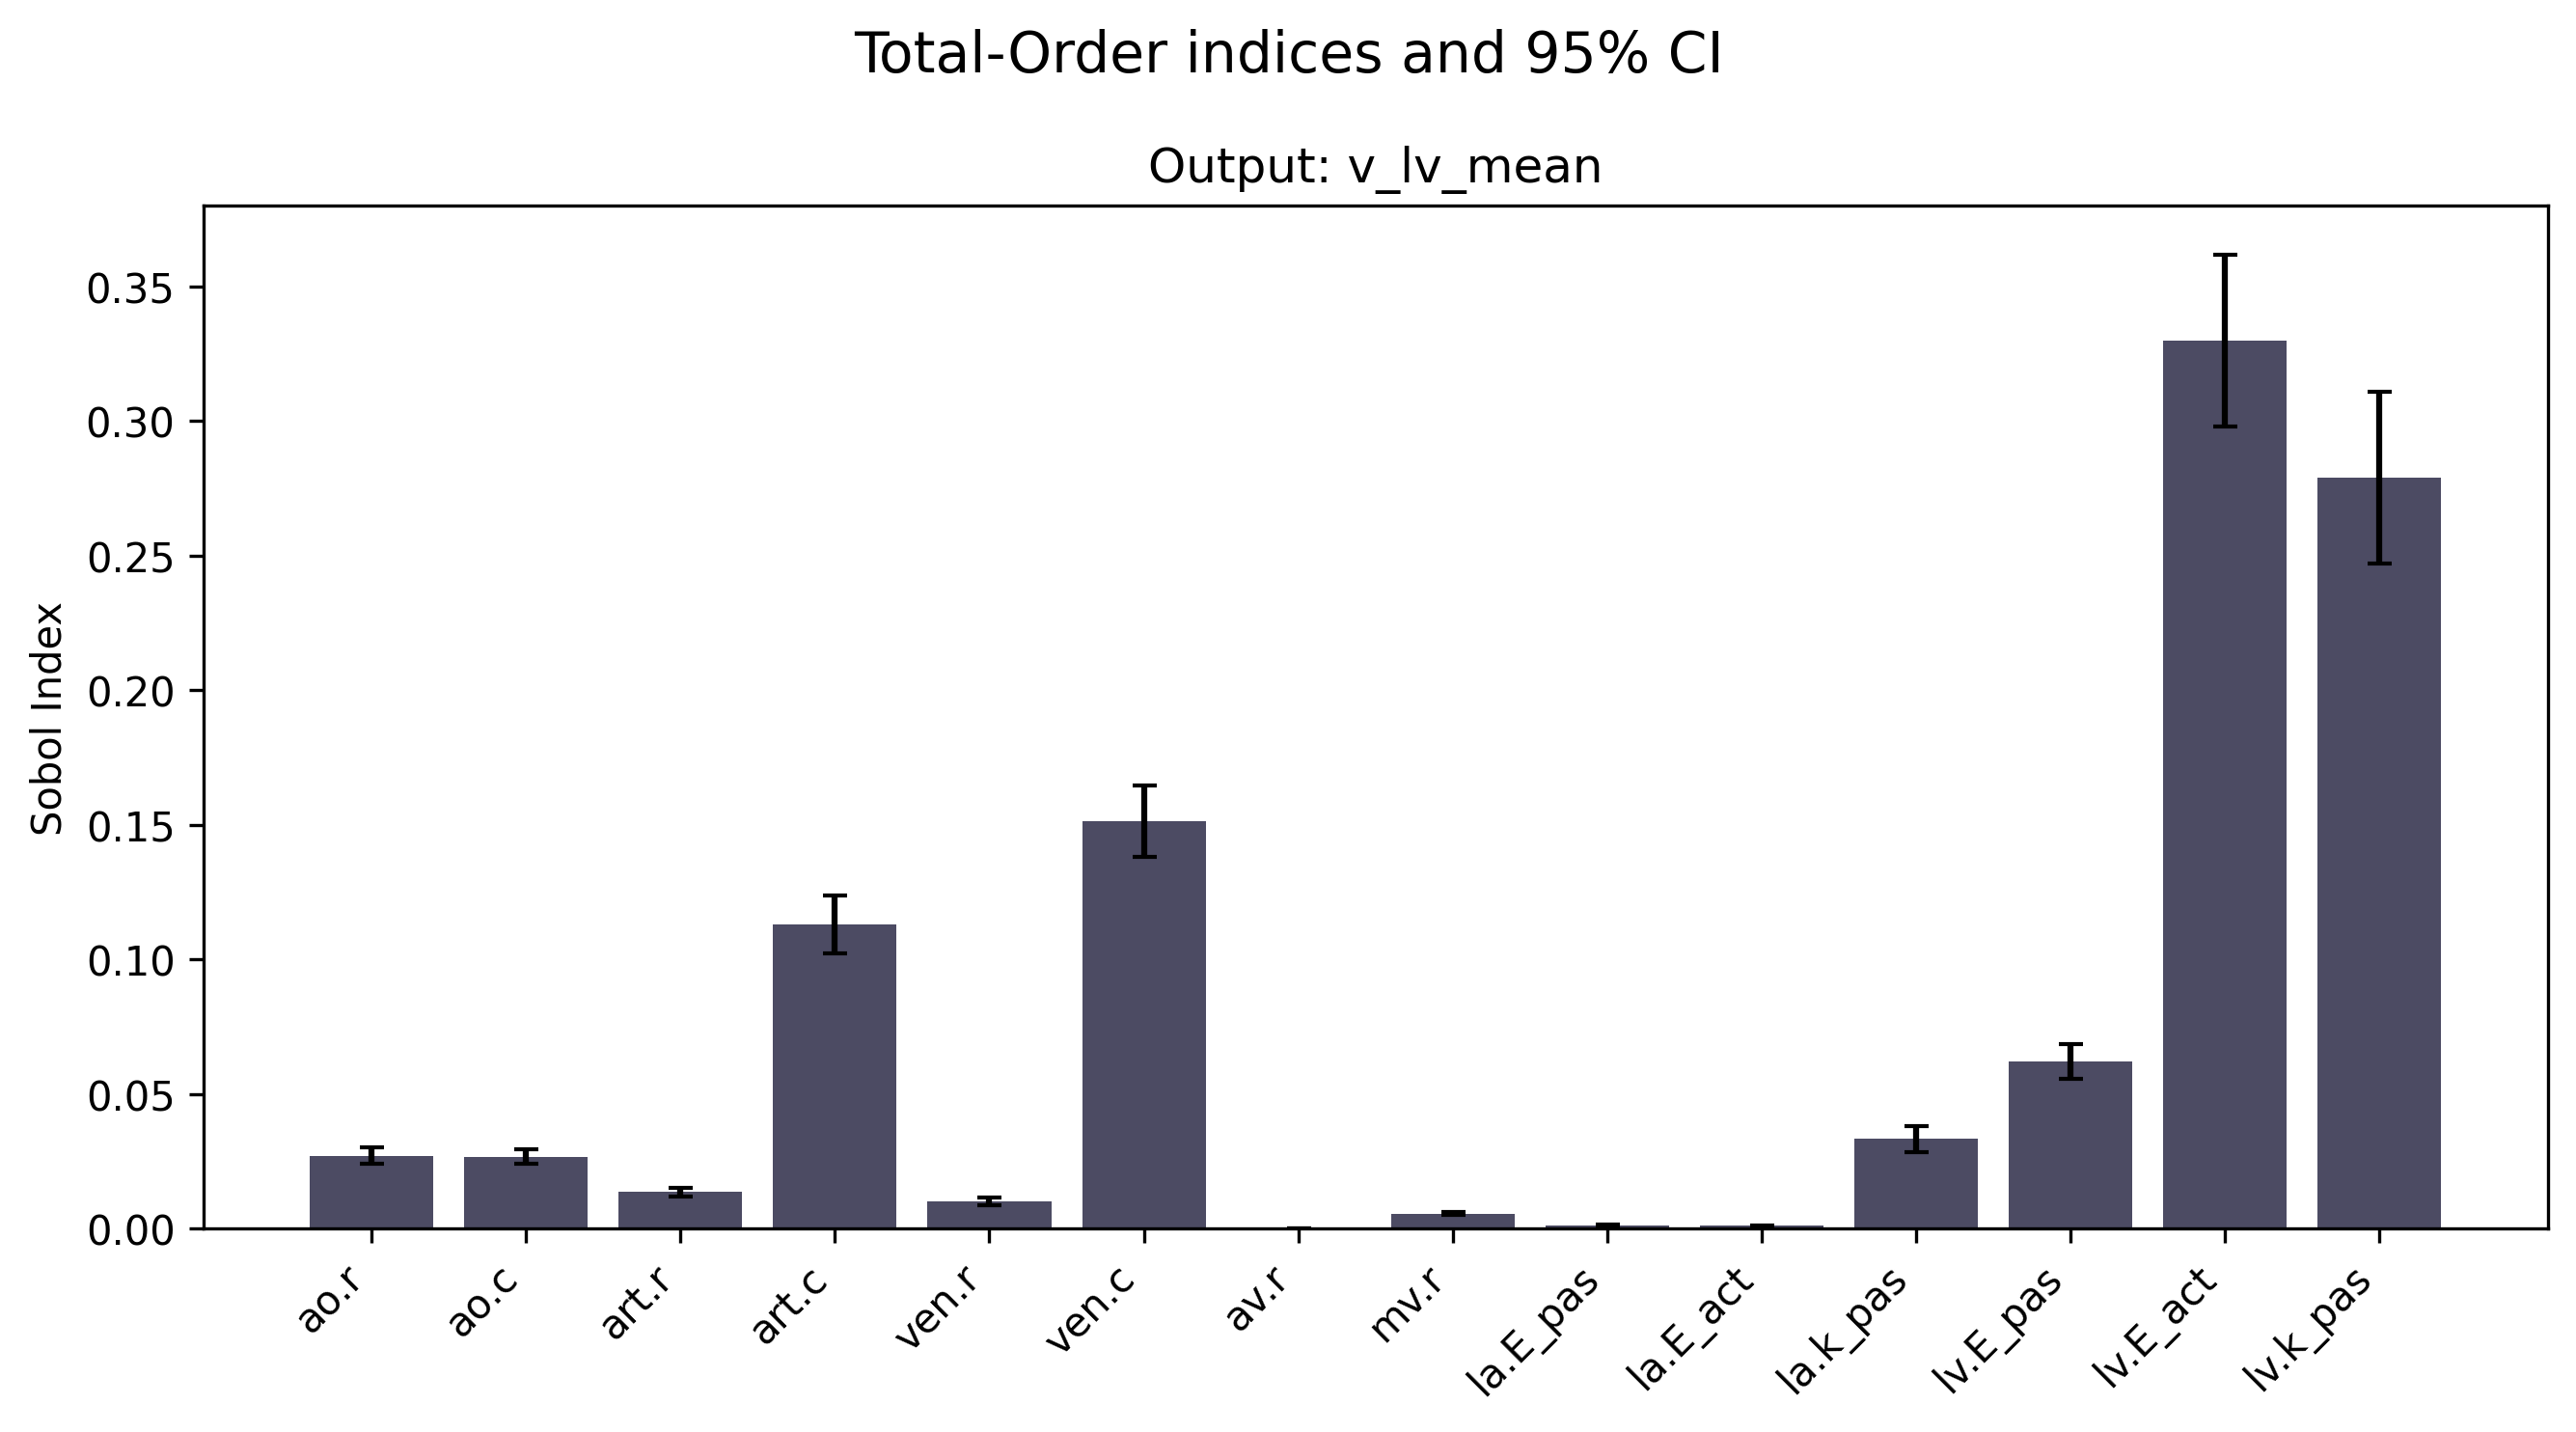 Total-Order indices and 95% CI
Output: v_lv_mean
Sobol Index
0.35
0.30
0.25
0.20
0.15
0.10
0.05
0.00
ao.r
ao.c
art.r
art.c
ven.r
ven.c
av.r
mv.r
la.E_pas
la.E_act
la.k_pas
lv.E_pas
lv.E_act
lv.k_pas